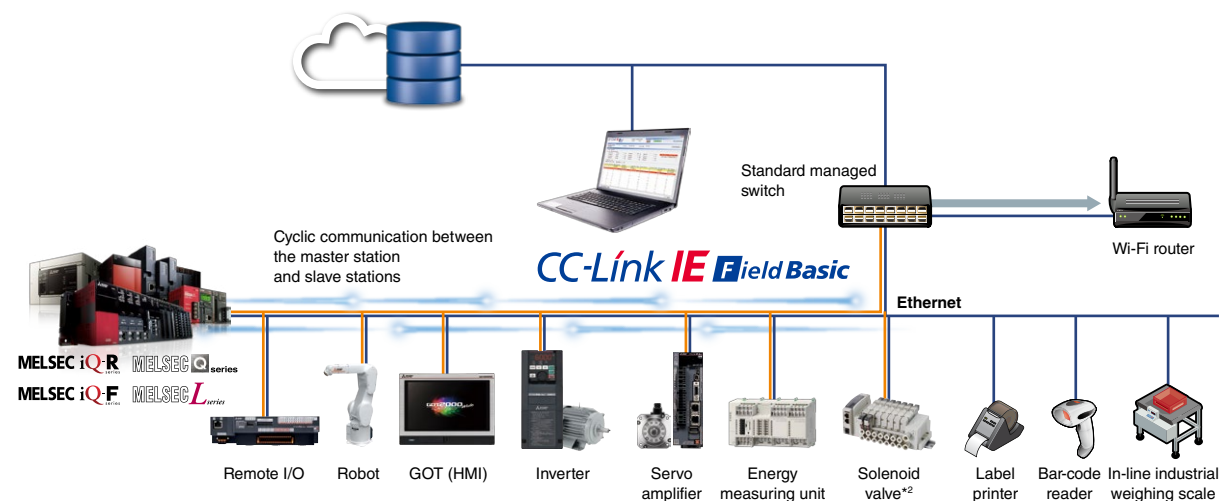 Standard managed
switch
Wi-Fi router
Cyclic communication between
the master station
and slave stations
CC-Link IE Field Basic
Ethernet
MELSEC iQ-R series
MELSEC Q series
MELSEC iQ-F series
MELSEC L series
GOT2000
Remote I/O
Robot
GOT (HMI)
Inverter
Servo
amplifier
Energy
measuring unit
Solenoid
valve*2
Label
printer
Bar-code
reader
In-line industrial
weighing scale